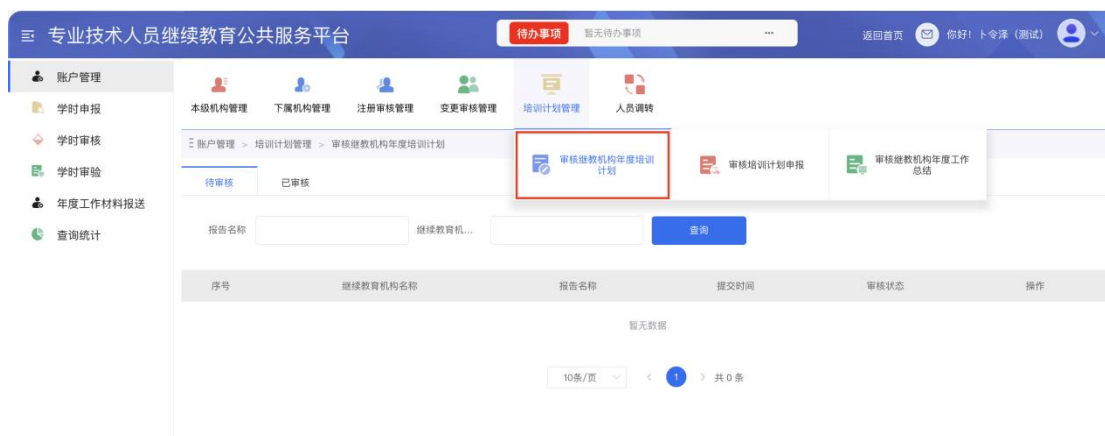 专业技术人员继续教育公共服务平台
待办事项 暂无待办事项 ...
返回首页 你好！卜令泽（测试）
账户管理
学时申报
学时审核
学时审验
年度工作材料报送
查询统计
本级机构管理 下属机构管理 注册审核管理 变更审核管理 培训计划管理 人员调转
账户管理 > 培训计划管理 > 审核继教机构年度培训计划
审核继教机构年度培训
计划
审核培训计划申报
审核继教机构年度工作
总结
待审核 已审核
报告名称 继续教育机... 查询
序号 继续教育机构名称 报告名称 提交时间 审核状态 操作
暂无数据
10条/页 < 1 > 共 0 条